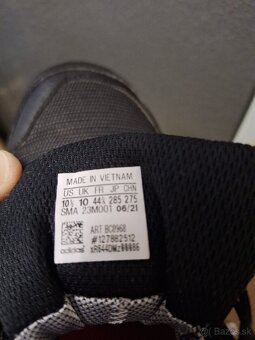 MADE IN VIETNAM
US UK FR JP CHN
10½ 10 44⅔ 285 275
SMA 23M001 06/21
ART BC0968
#127882512
adidas
bazos.sk